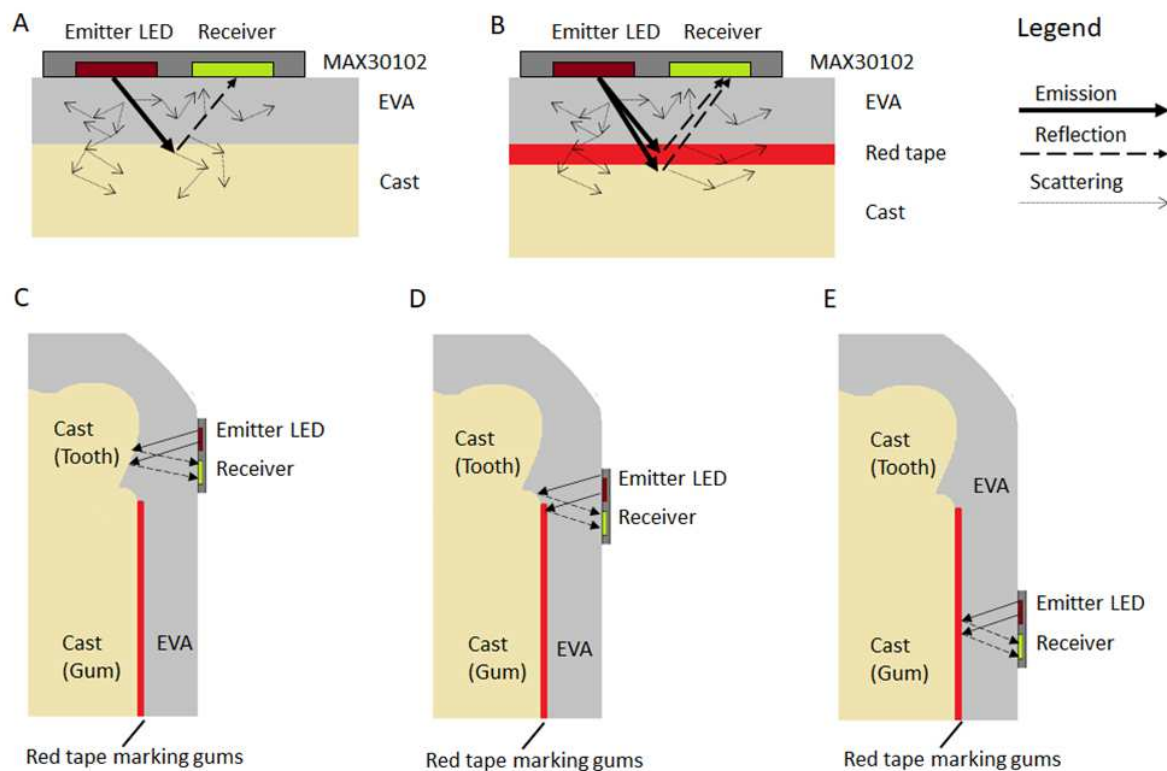 A
Emitter LED
Receiver
MAX30102
EVA
Cast
B
Emitter LED
Receiver
MAX30102
EVA
Red tape
Cast
Legend
Emission
Reflection
Scattering
C
Cast
(Tooth)
Emitter LED
Receiver
Cast
(Gum)
EVA
Red tape marking gums
D
Cast
(Tooth)
Emitter LED
Receiver
Cast
(Gum)
EVA
Red tape marking gums
E
Cast
(Tooth)
EVA
Emitter LED
Receiver
Cast
(Gum)
Red tape marking gums